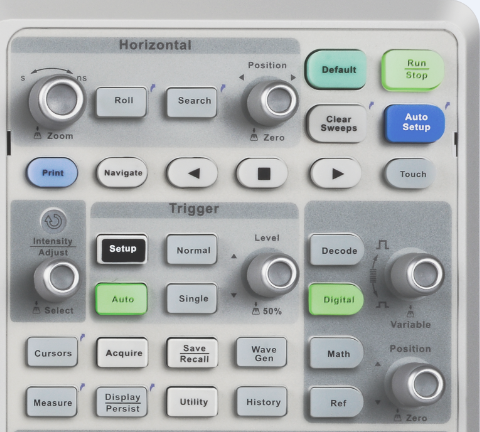 Horizontal
Position
s
ns
Default
Run
Stop
Roll
Search
Clear
Sweeps
Auto
Setup
Zoom
Zero
Print
Navigate
Touch
Trigger
Intensity
Adjust
Setup
Normal
Level
Decode
Auto
Single
Digital
Select
50%
Variable
Cursors
Acquire
Save
Recall
Wave
Gen
Math
Position
Measure
Display
Persist
Utility
History
Ref
Zero